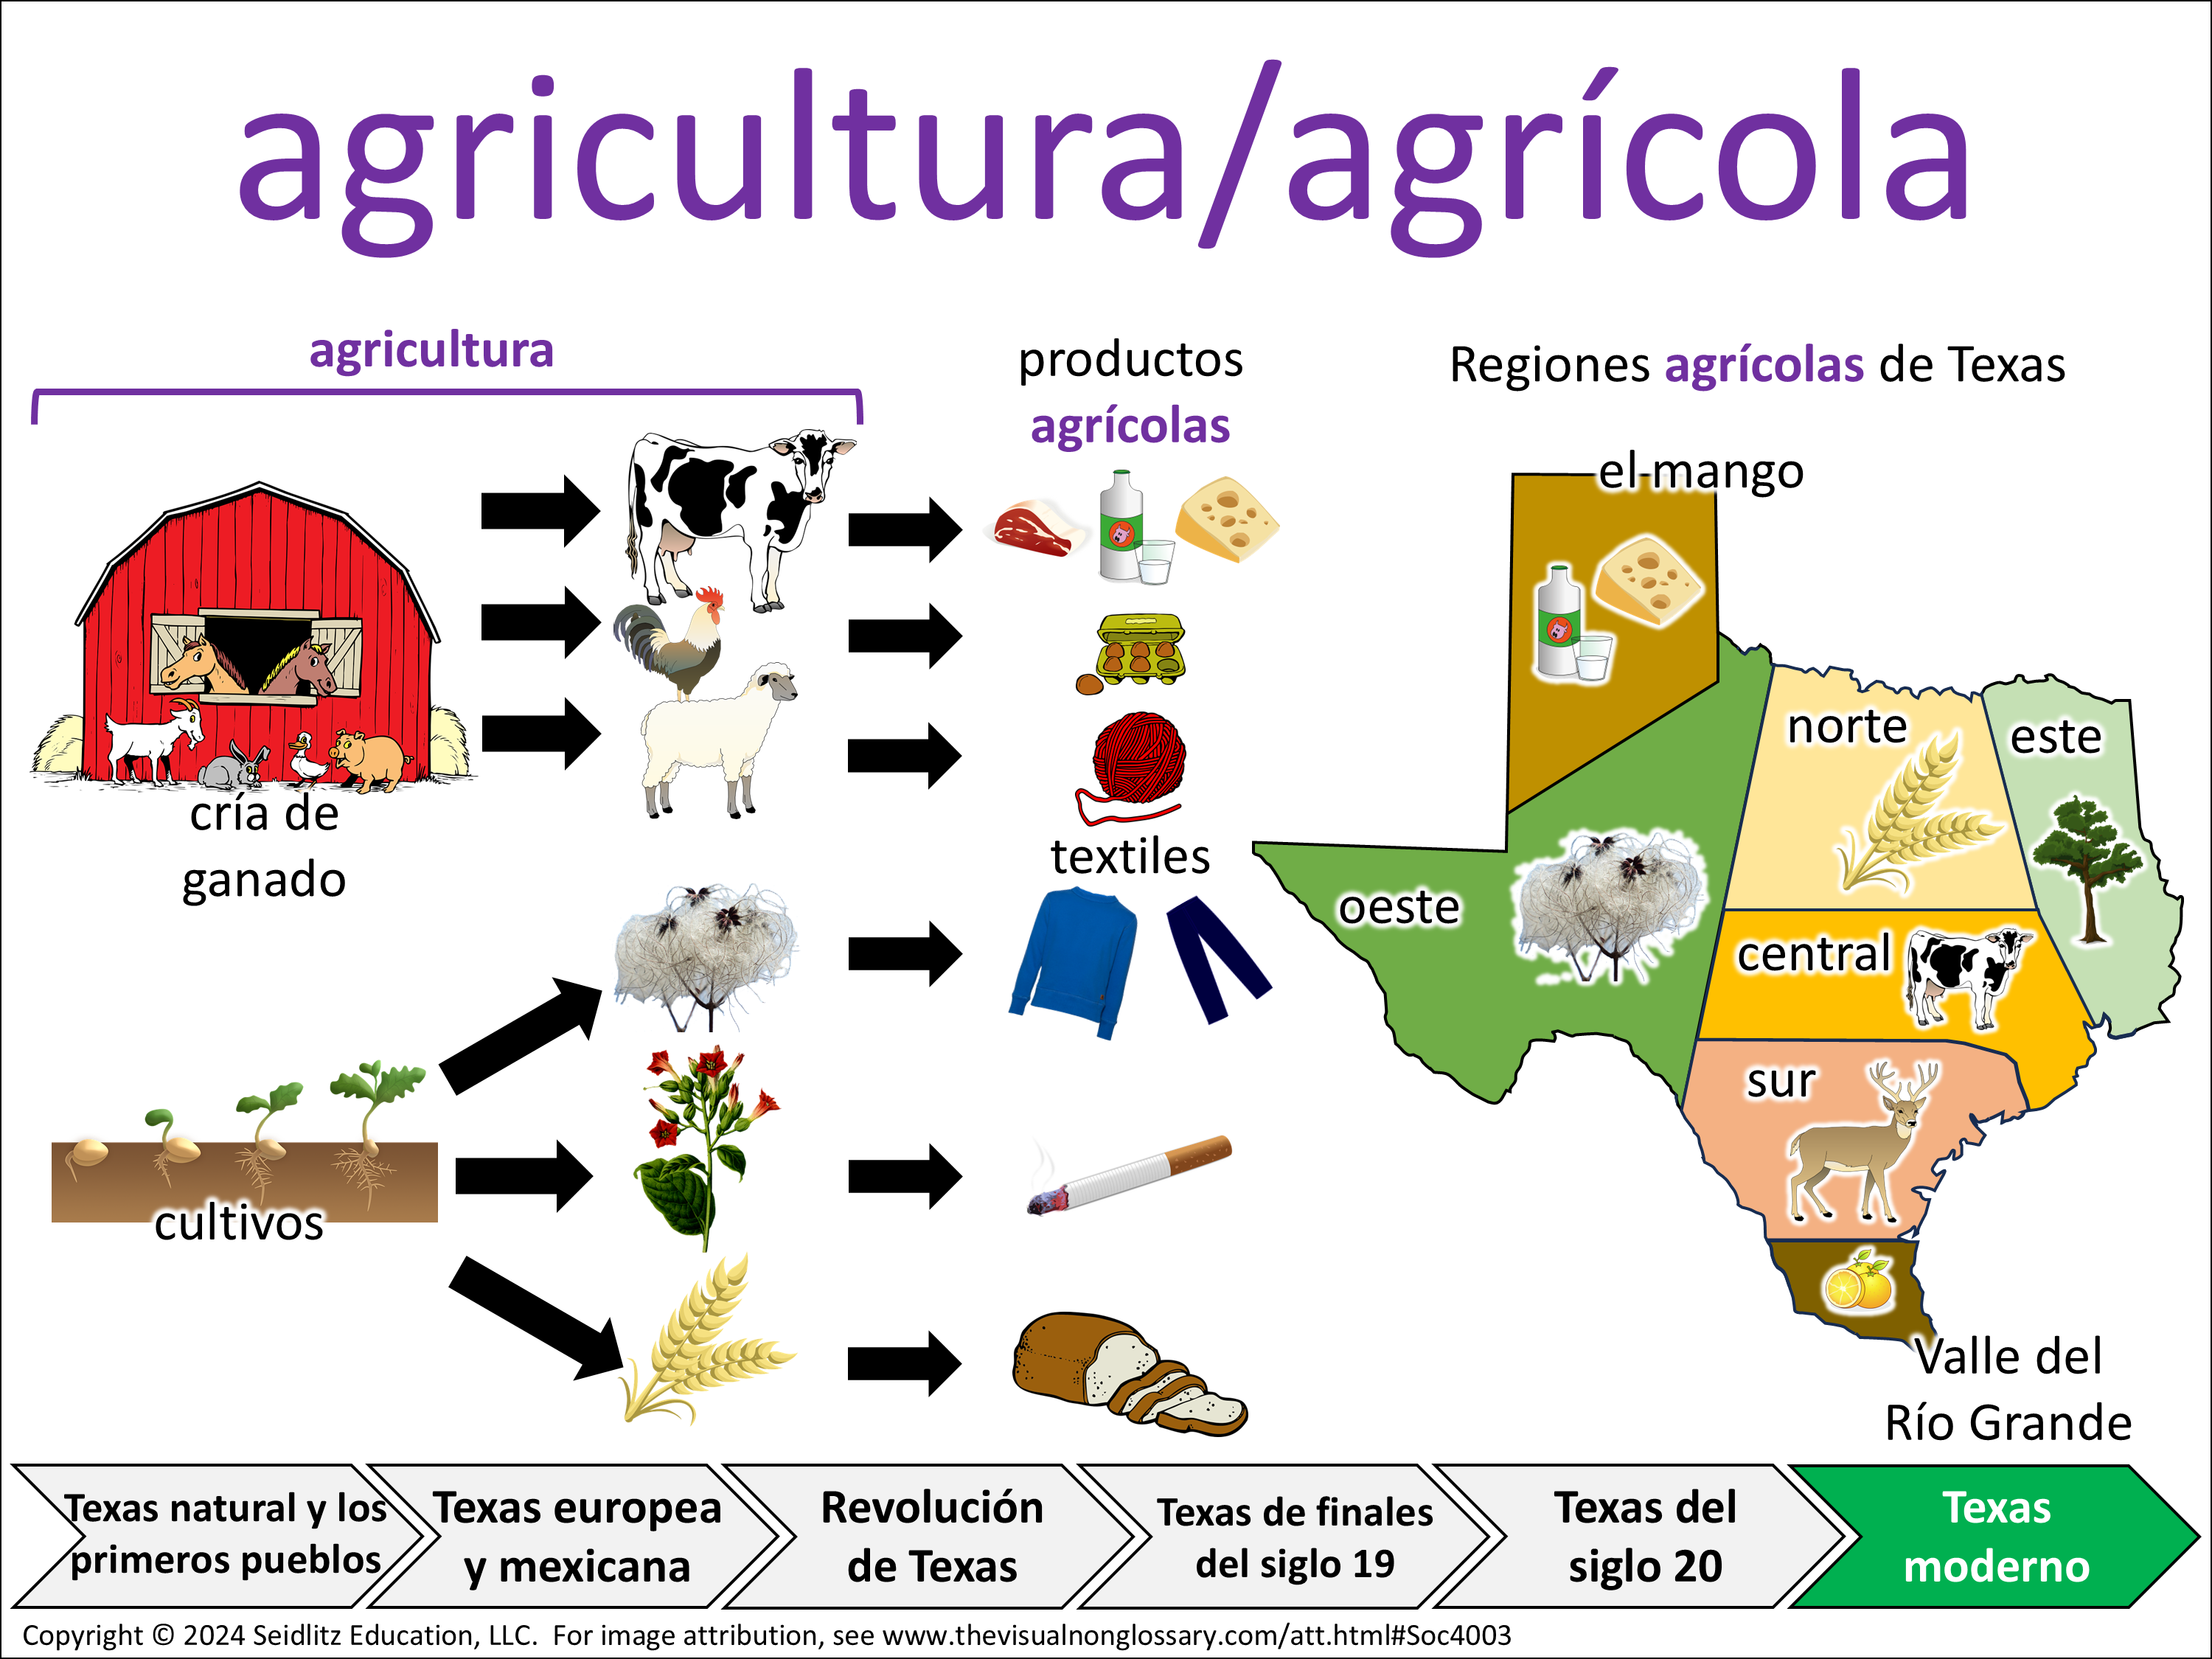 agricultura/agrícola
agricultura
productos
agrícolas
Regiones agrícolas de Texas
el mango
norte
este
oeste
central
sur
Valle del
Río Grande
cría de
ganado
textiles
cultivos
Texas natural y los
primeros pueblos
Texas europea
y mexicana
Revolución
de Texas
Texas de finales
del siglo 19
Texas del
siglo 20
Texas
moderno
Copyright © 2024 Seidlitz Education, LLC.  For image attribution, see www.thevisualnonglossary.com/att.html#Soc4003